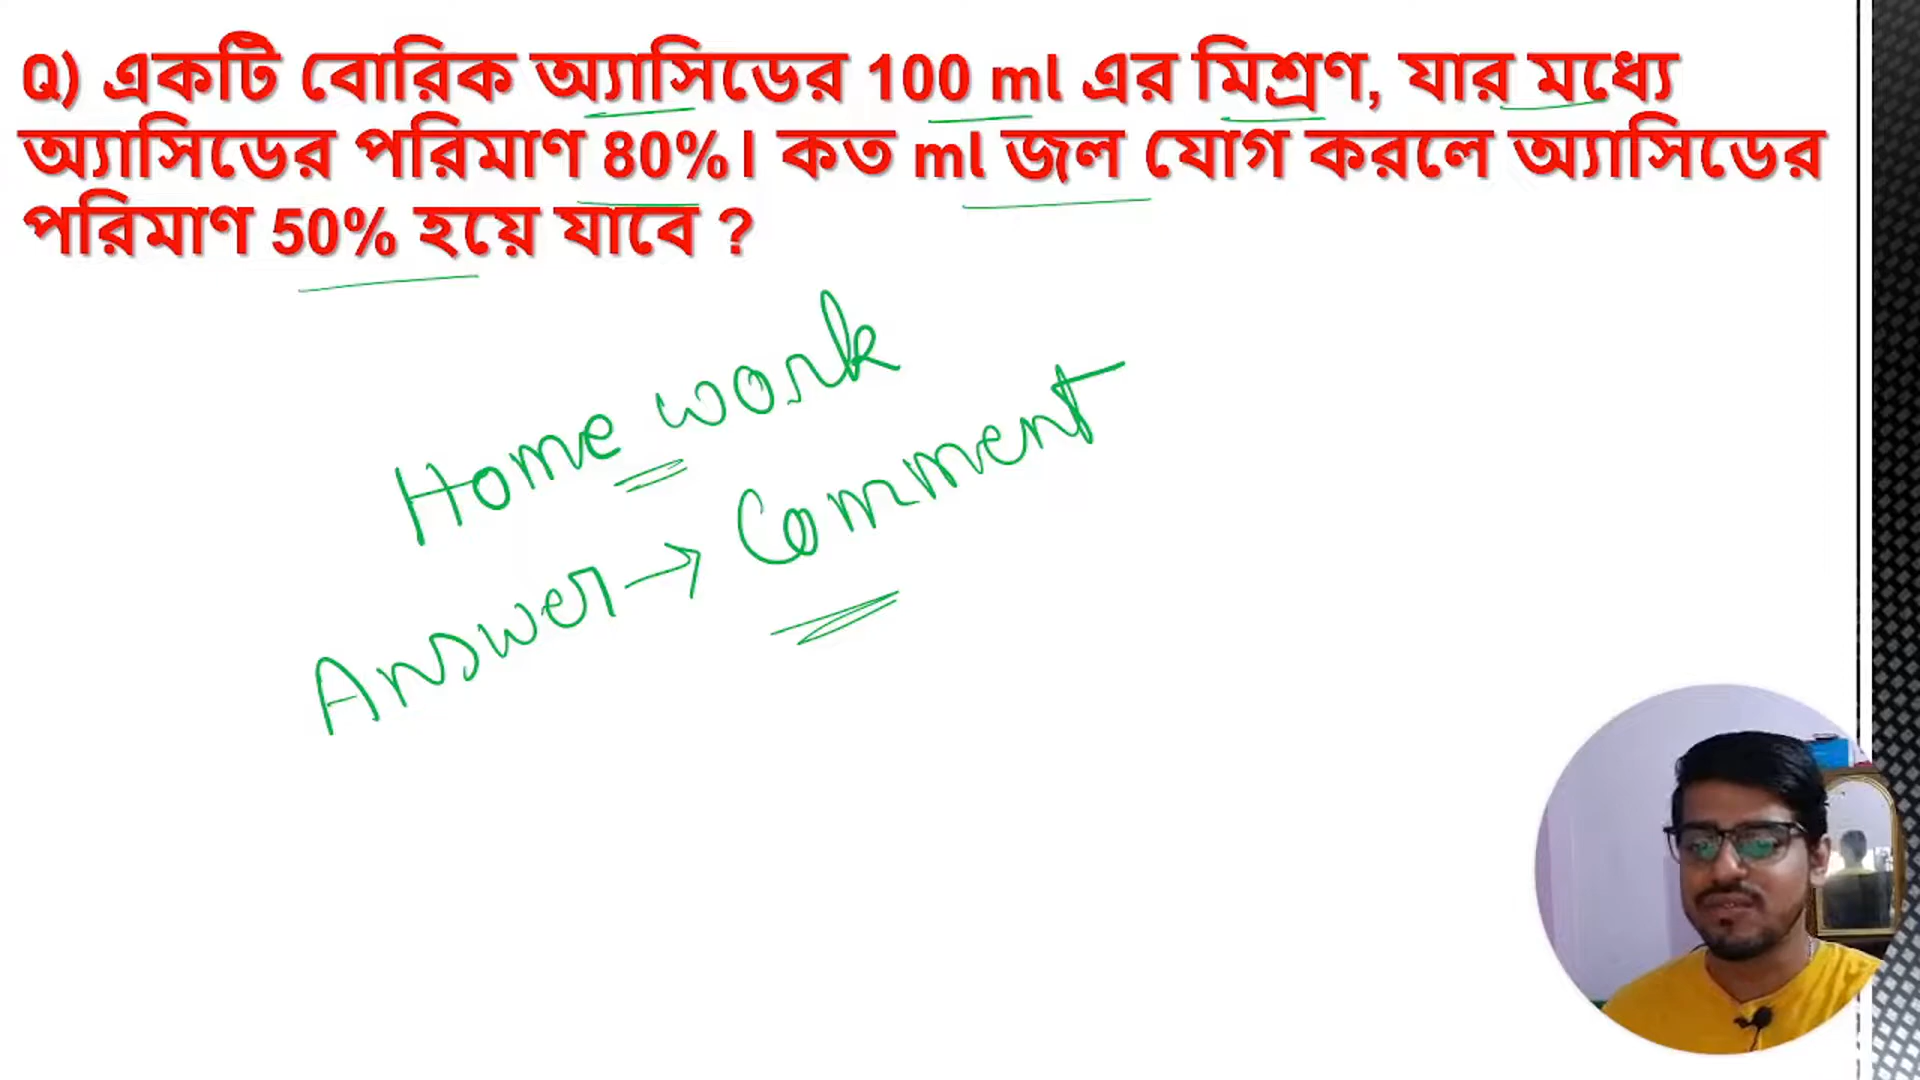 Q) একটি বোরিক অ্যাসিডের 100 ml এর মিশ্রণ, যার মধ্যে
অ্যাসিডের পরিমাণ 80%। কত ml জল যোগ করলে অ্যাসিডের
পরিমাণ 50% হয়ে যাবে ?
Home work
Answer → Comment